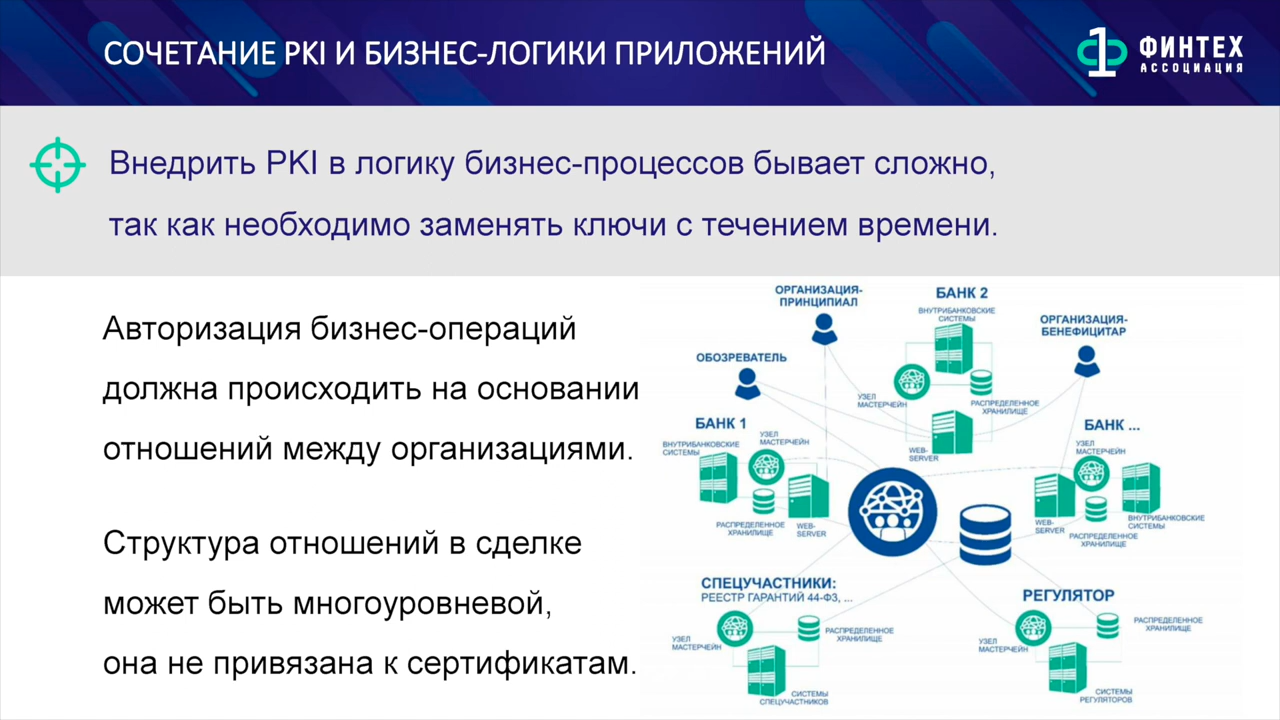 СОЧЕТАНИЕ PKI И БИЗНЕС-ЛОГИКИ ПРИЛОЖЕНИЙ
ФИНТЕХ
АССОЦИАЦИЯ
Внедрить PKI в логику бизнес-процессов бывает сложно,
так как необходимо заменять ключи с течением времени.
Авторизация бизнес-операций
должна происходить на основании
отношений между организациями.
Структура отношений в сделке
может быть многоуровневой,
она не привязана к сертификатам.
ОРГАНИЗАЦИЯ-
ПРИНЦИПИАЛ
БАНК 2
ВНУТРИБАНКОВСКИЕ
СИСТЕМЫ
УЗЕЛ
МАСТЕРЧЕЙН
РАСПРЕДЕЛЕННОЕ
ХРАНИЛИЩЕ
WEB-
SERVER
ОРГАНИЗАЦИЯ-
БЕНЕФИЦИТАР
ОБОЗРЕВАТЕЛЬ
БАНК 1
ВНУТРИБАНКОВСКИЕ
СИСТЕМЫ
УЗЕЛ
МАСТЕРЧЕЙН
РАСПРЕДЕЛЕННОЕ
ХРАНИЛИЩЕ
WEB-
SERVER
БАНК ...
УЗЕЛ
МАСТЕРЧЕЙН
WEB-
SERVER
РАСПРЕДЕЛЕННОЕ
ХРАНИЛИЩЕ
ВНУТРИБАНКОВСКИЕ
СИСТЕМЫ
СПЕЦУЧАСТНИКИ:
РЕЕСТР ГАРАНТИЙ 44-ФЗ, ...
УЗЕЛ
МАСТЕРЧЕЙН
РАСПРЕДЕЛЕННОЕ
ХРАНИЛИЩЕ
СИСТЕМЫ
СПЕЦУЧАСТНИКОВ
РЕГУЛЯТОР
УЗЕЛ
МАСТЕРЧЕЙН
РАСПРЕДЕЛЕННОЕ
ХРАНИЛИЩЕ
СИСТЕМЫ
РЕГУЛЯТОРОВ